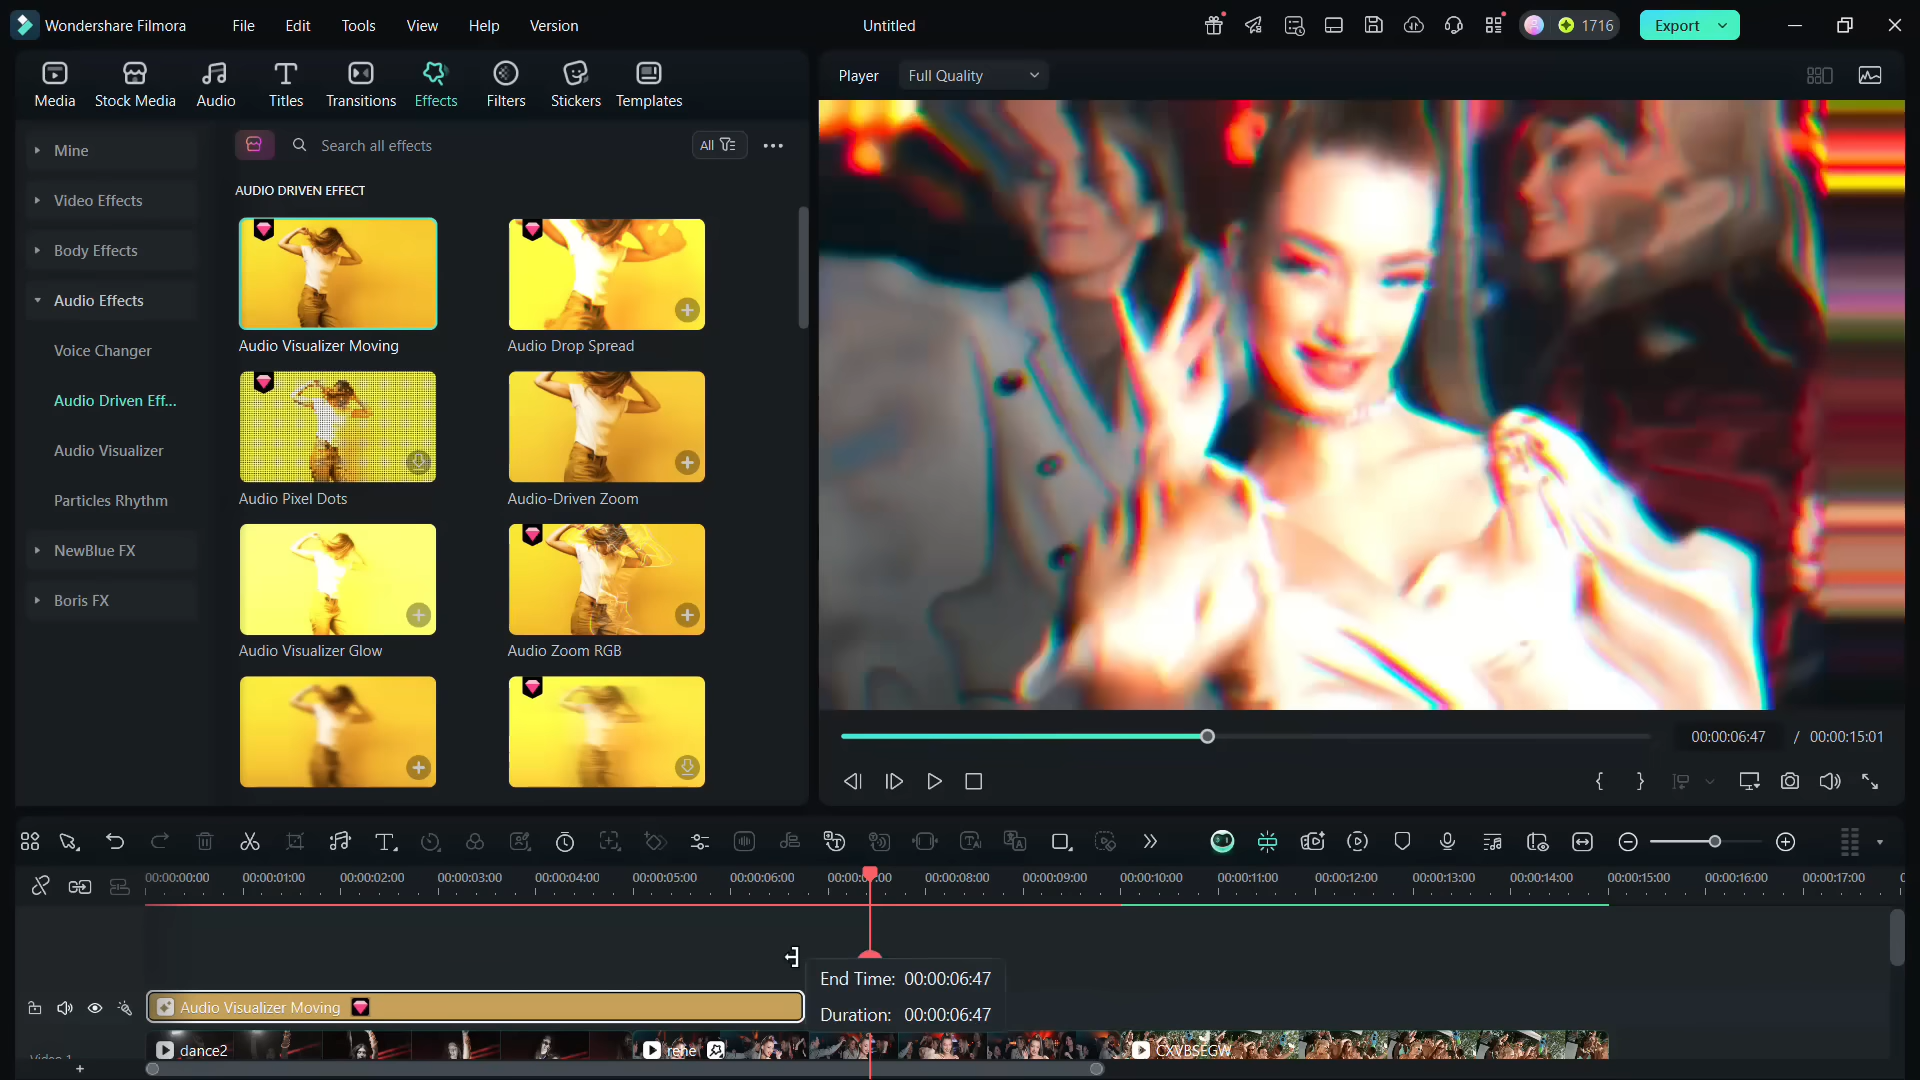 Wondershare Filmora
File
Edit
Tools
View
Help
Version
Untitled
1716
Export
Media
Stock Media
Audio
Titles
Transitions
Effects
Filters
Stickers
Templates
Player
Full Quality
Mine
Video Effects
Body Effects
Audio Effects
Voice Changer
Audio Driven Eff...
Audio Visualizer
Particles Rhythm
NewBlue FX
Boris FX
Search all effects
All
AUDIO DRIVEN EFFECT
Audio Visualizer Moving
Audio Drop Spread
Audio Pixel Dots
Audio-Driven Zoom
Audio Visualizer Glow
Audio Zoom RGB
00:00:06:47
/ 00:00:15:01
00:00:00:00
00:00:01:00
00:00:02:00
00:00:03:00
00:00:04:00
00:00:05:00
00:00:06:00
00:00:08:00
00:00:09:00
00:00:10:00
00:00:11:00
00:00:12:00
00:00:13:00
00:00:14:00
00:00:15:00
00:00:16:00
00:00:17:00
End Time: 00:00:06:47
Duration: 00:00:06:47
Audio Visualizer Moving
dance2
rehe
CXVBSEGW
Video 1